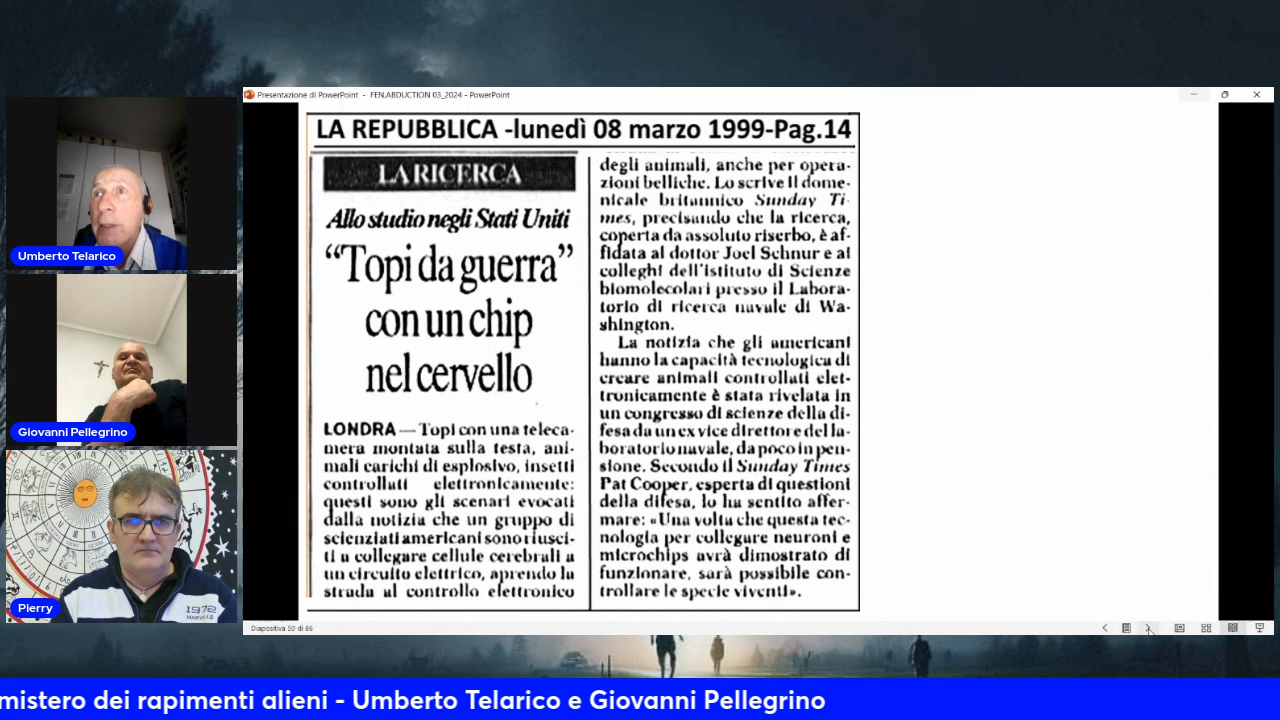 Presentazione di PowerPoint - FEN.ABDUCTION 03_2024 - PowerPoint
LA REPUBBLICA -lunedì 08 marzo 1999-Pag.14
LA RICERCA
Allo studio negli Stati Uniti
“Topi da guerra”
con un chip
nel cervello
LONDRA — Topi con una teleca-
mera montata sulla testa, ani-
mali carichi di esplosivo, insetti
controllati elettronicamente:
questi sono gli scenari evocati
dalla notizia che un gruppo di
scienziati americani sono riusci-
ti a collegare cellule cerebrali a
un circuito elettrico, aprendo la
strada al controllo elettronico
degli animali, anche per opera-
zioni belliche. Lo scrive il dome-
nicale britannico Sunday Ti-
mes, precisando che la ricerca,
coperta da assoluto riserbo, è af-
fidata al dottor Joel Schnur e ai
colleghi dell'istituto di Scienze
biomolecolari presso il Labora-
torio di ricerca navale di Wa-
shington.
La notizia che gli americani
hanno la capacità tecnologica di
creare animali controllati elet-
tronicamente è stata rivelata in
un congresso di scienze della di-
fesa da un ex vice direttore del la-
boratorio navale, da poco in pen-
sione. Secondo il Sunday Times
Pat Cooper, esperta di questioni
della difesa, lo ha sentito affer-
mare: «Una volta che questa tec-
nologia per collegare neuroni e
microchips avrà dimostrato di
funzionare, sarà possibile con-
trollare le specie viventi».
Umberto Telarico
Giovanni Pellegrino
Pierry
1972
Diapositiva 50 di 86
mistero dei rapimenti alieni - Umberto Telarico e Giovanni Pellegrino